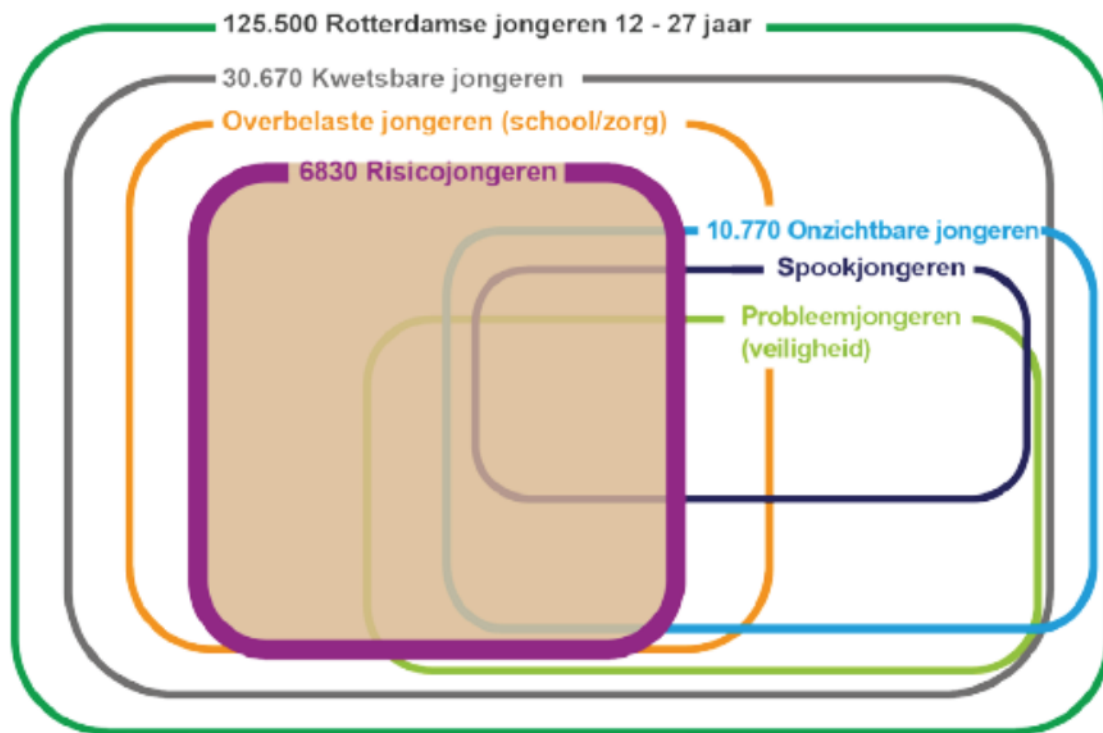 125.500 Rotterdamse jongeren 12 - 27 jaar
30.670 Kwetsbare jongeren
Overbelaste jongeren (school/zorg)
6830 Risicojongeren
10.770 Onzichtbare jongeren
Spookjongeren
Probleemjongeren
(veiligheid)